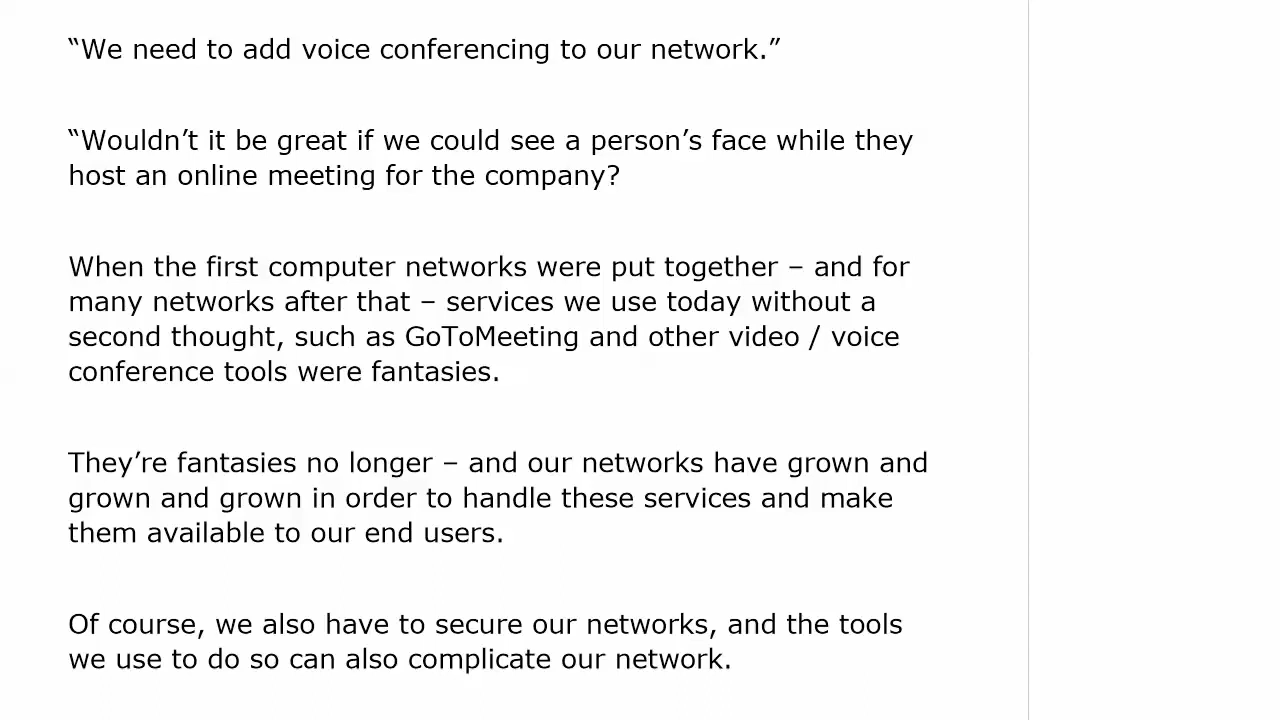 “We need to add voice conferencing to our network.”
“Wouldn’t it be great if we could see a person’s face while they
host an online meeting for the company?
When the first computer networks were put together – and for
many networks after that – services we use today without a
second thought, such as GoToMeeting and other video / voice
conference tools were fantasies.
They’re fantasies no longer – and our networks have grown and
grown and grown in order to handle these services and make
them available to our end users.
Of course, we also have to secure our networks, and the tools
we use to do so can also complicate our network.